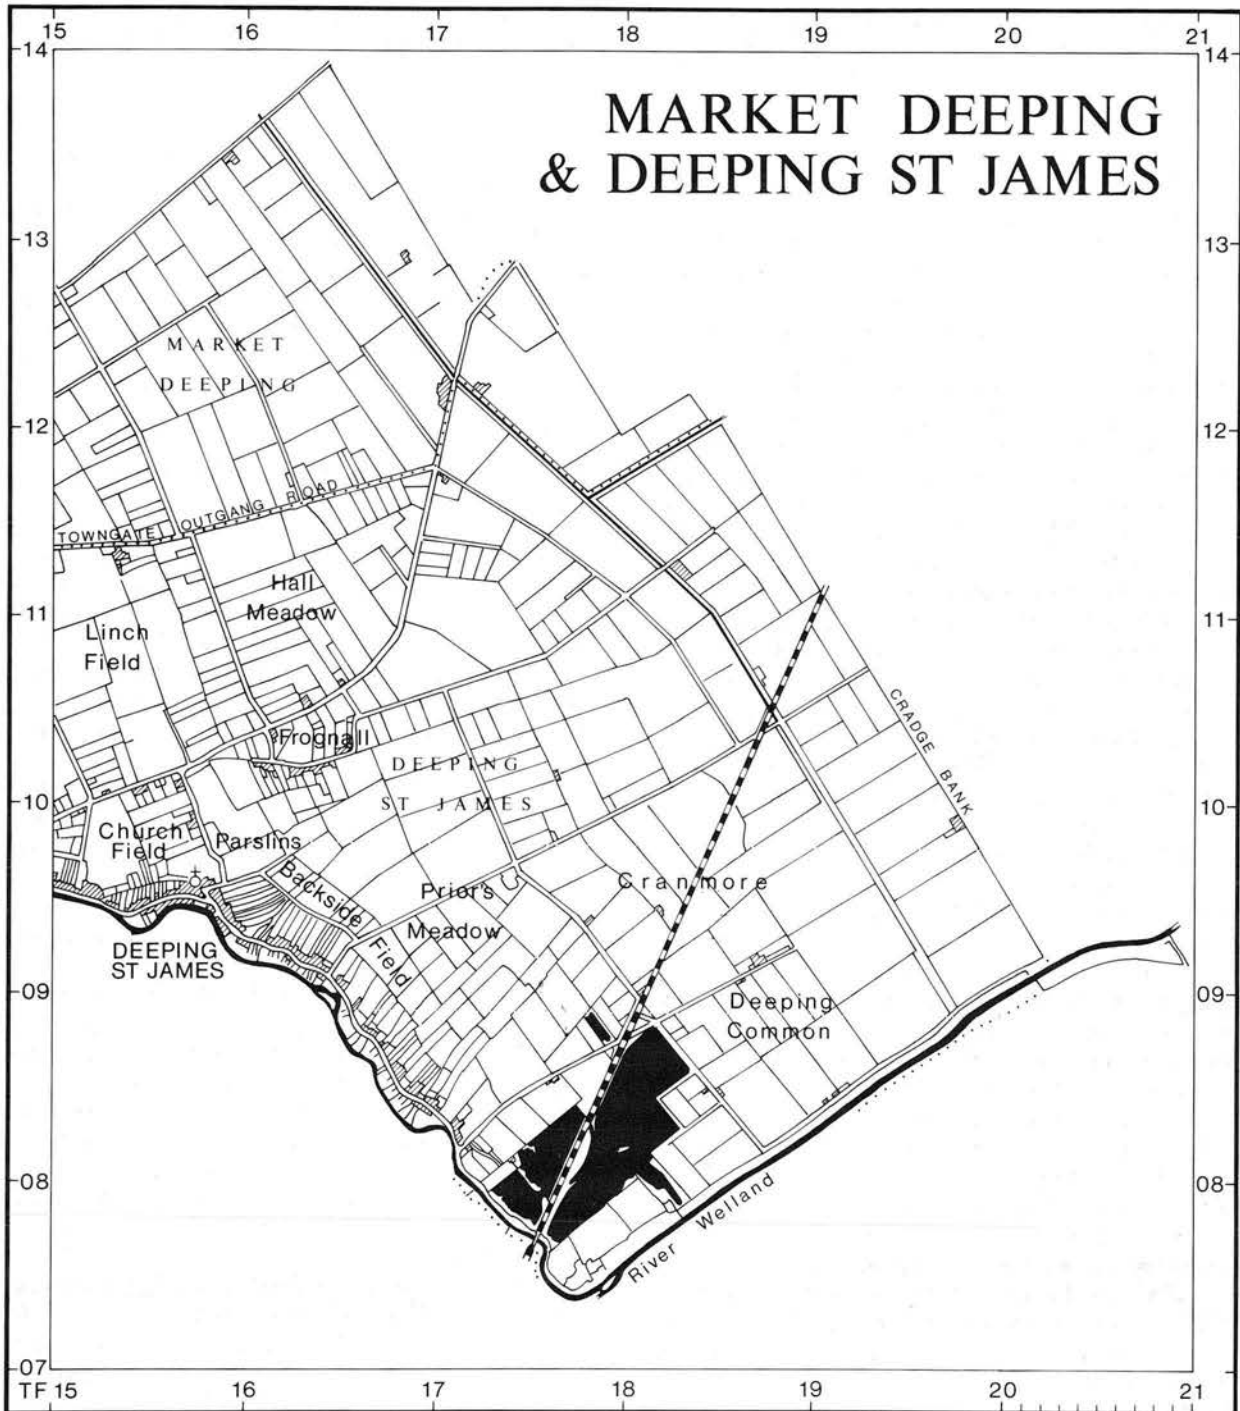 15 16 17 18 19 20 21
14 14
MARKET DEEPING
& DEEPING ST JAMES
13 13
MARKET
DEEPING
12 12
TOWNGATE OUTGANG ROAD
Hall
Meadow
11 11
Linch
Field
CRADGE BANK
Frognall
DEEPING
ST JAMES
10 10
Church
Field
Parslins
Backside
Field
Prior's
Meadow
Cranmore
DEEPING
ST JAMES
09 09
Deeping
Common
08 08
River Welland
07
TF 15 16 17 18 19 20 21